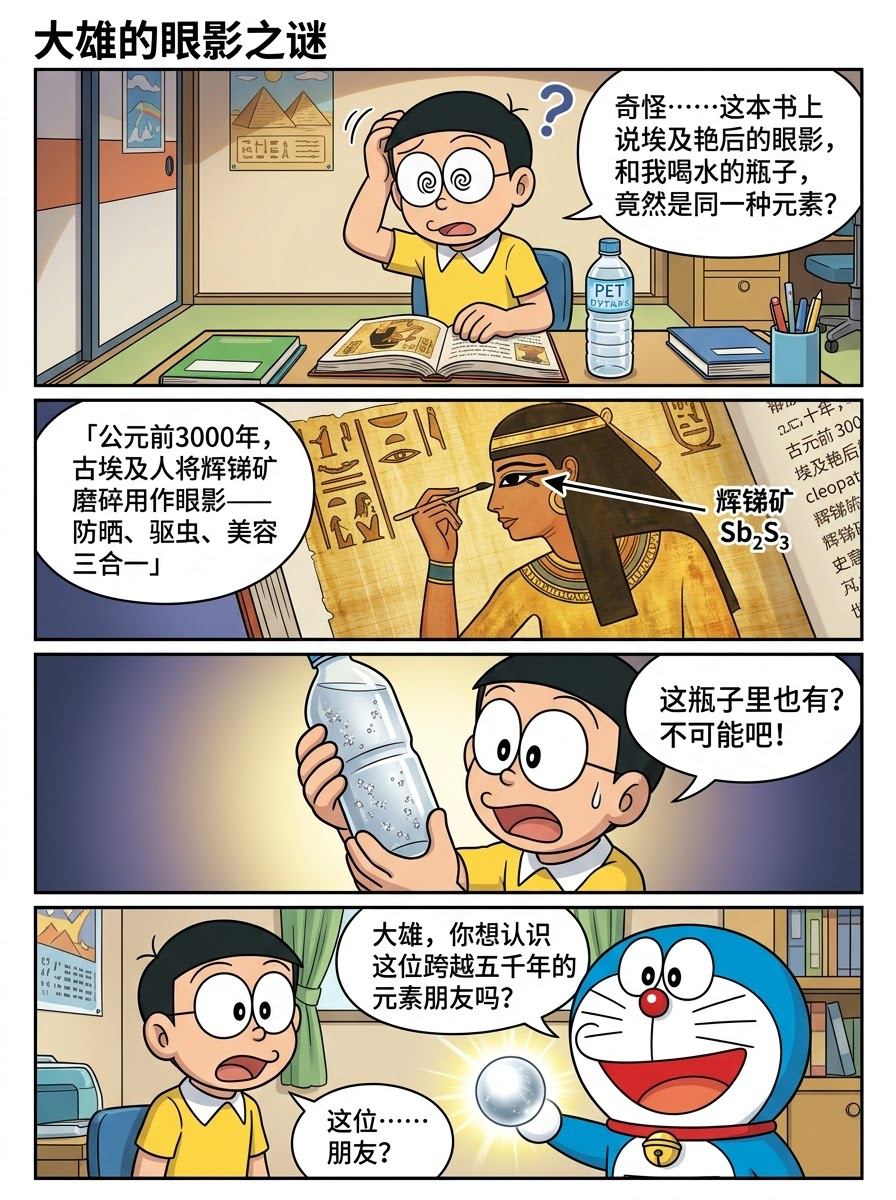 大雄的眼影之谜
奇怪……这本书上
说埃及艳后的眼影，
和我喝水的瓶子，
竟然是同一种元素？
PET
「公元前3000年，
古埃及人将辉锑矿
磨碎用作眼影——
防晒、驱虫、美容
三合一」
辉锑矿
Sb₂S₃
十年，
古元前 300
埃及艳后
cleopat
辉锑
辉锑
史
这瓶子里也有？
不可能吧！
大雄，你想认识
这位跨越五千年的
元素朋友吗？
这位……
朋友？